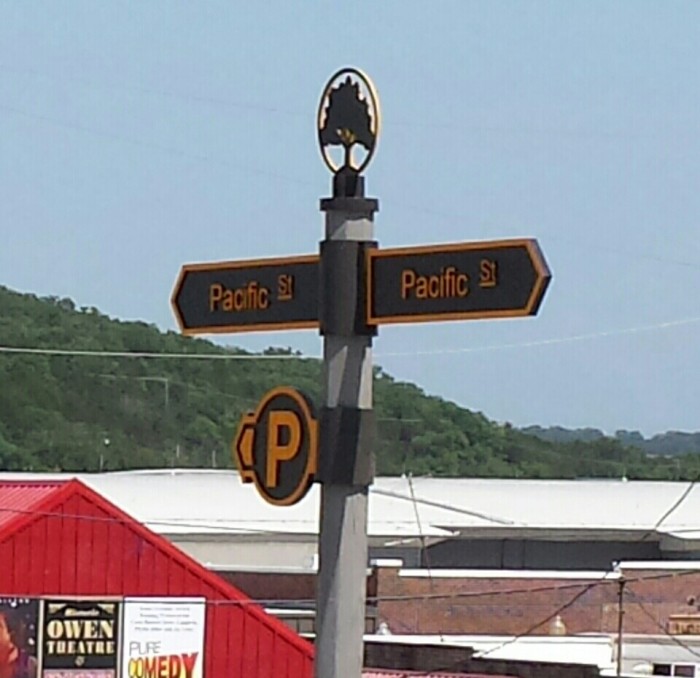 Pacific St
Pacific St
P
OWEN
THEATRE
PURE
COMEDY